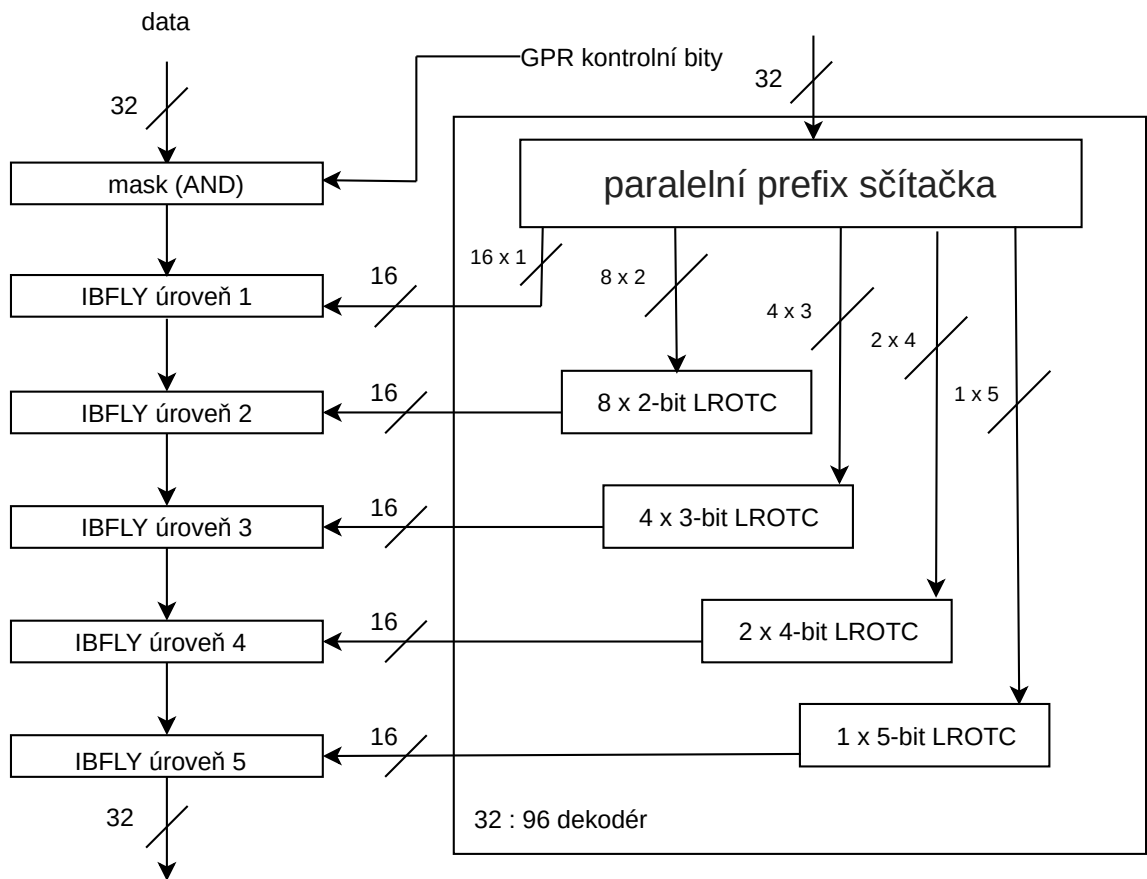 data
GPR kontrolní bity
32
32
mask (AND)
paralelní prefix sčítačka
16 x 1
8 x 2
4 x 3
2 x 4
1 x 5
16
IBFLY úroveň 1
16
IBFLY úroveň 2
8 x 2-bit LROTC
16
IBFLY úroveň 3
4 x 3-bit LROTC
16
IBFLY úroveň 4
2 x 4-bit LROTC
16
IBFLY úroveň 5
1 x 5-bit LROTC
32
32 : 96 dekodér